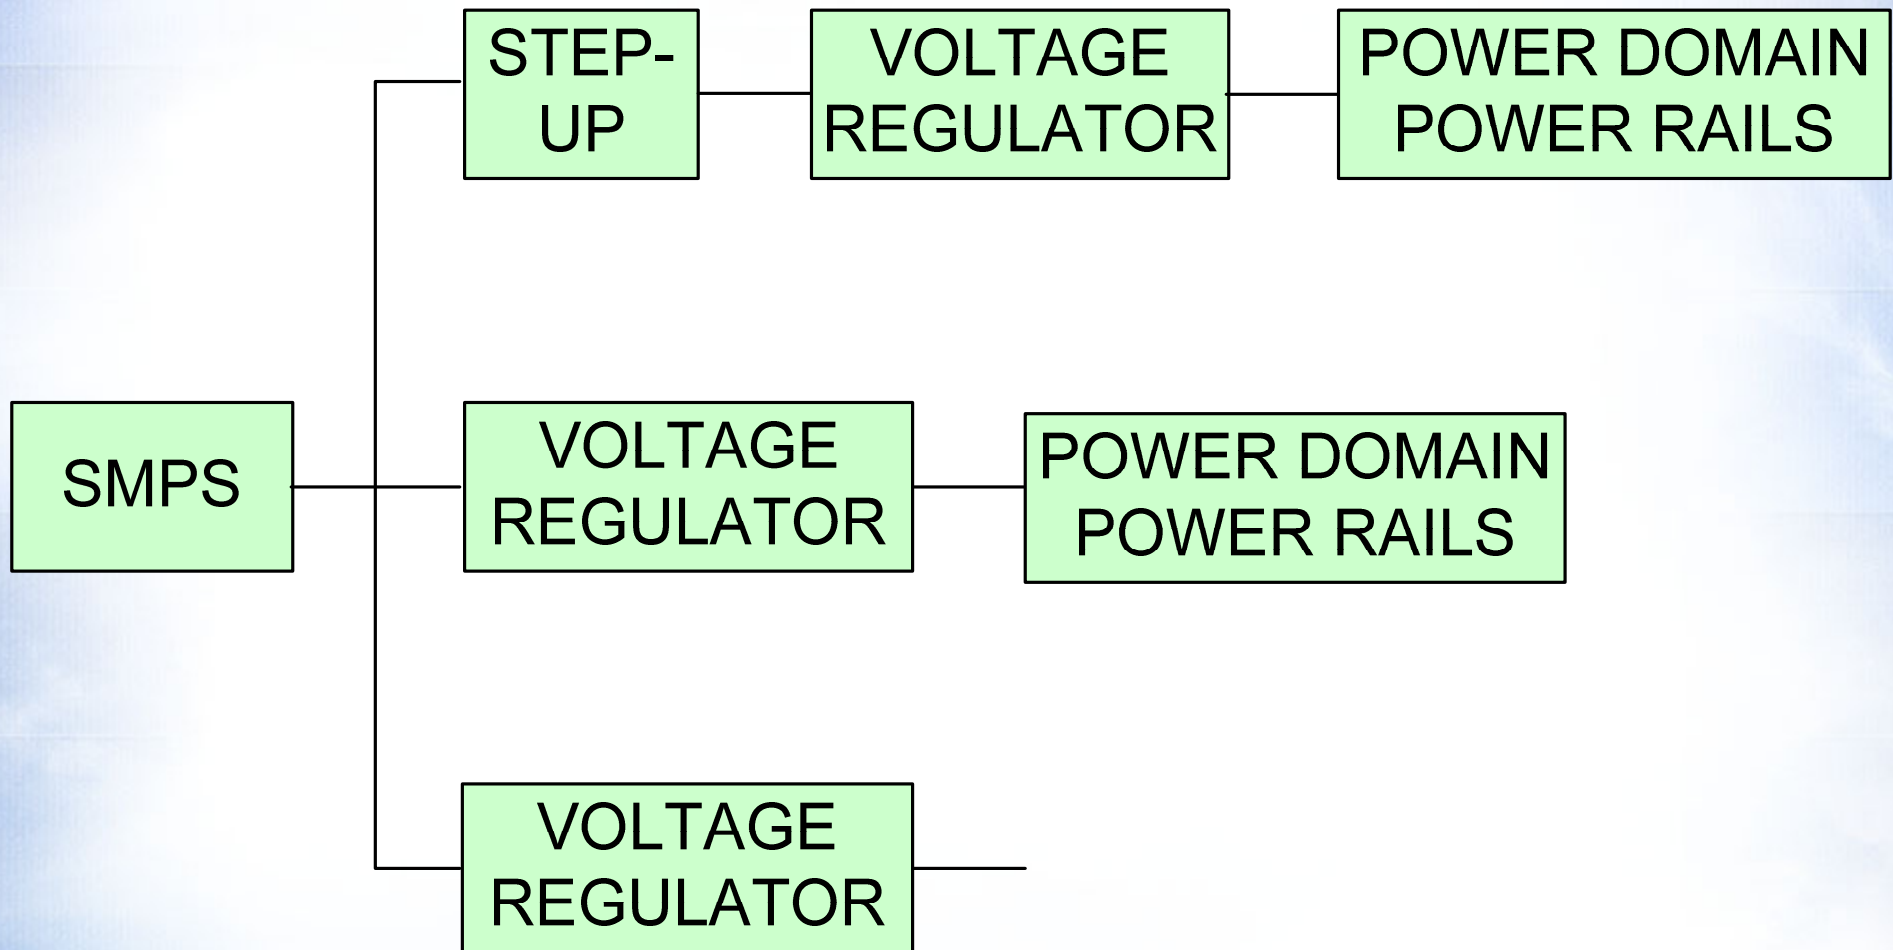 STEP-
UP
VOLTAGE
REGULATOR
POWER DOMAIN
POWER RAILS
SMPS
VOLTAGE
REGULATOR
POWER DOMAIN
POWER RAILS
VOLTAGE
REGULATOR